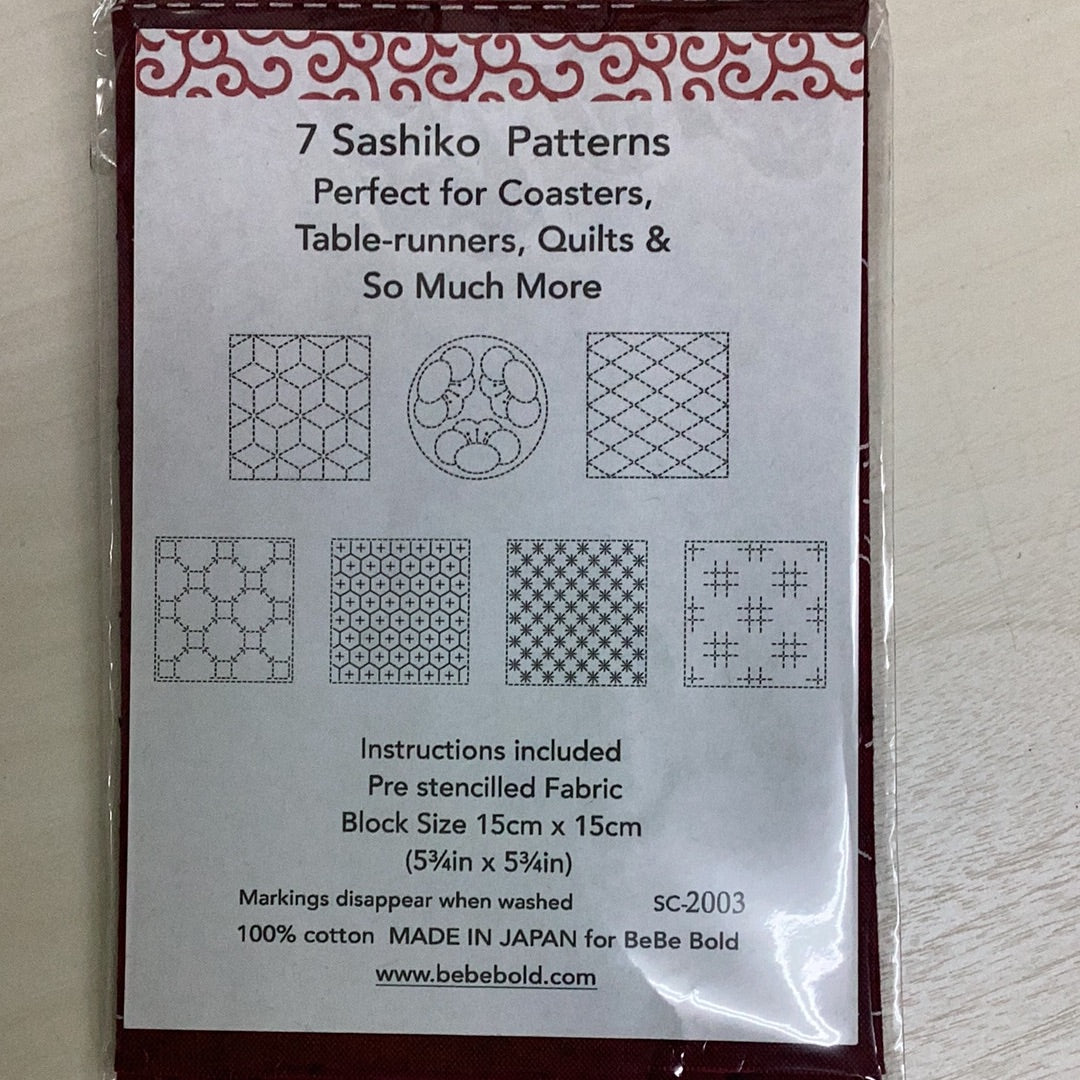 7 Sashiko Patterns
Perfect for Coasters,
Table-runners, Quilts &
So Much More
Instructions included
Pre stencilled Fabric
Block Size 15cm x 15cm
(5¾in x 5¾in)
Markings disappear when washed SC-2003
100% cotton MADE IN JAPAN for BeBe Bold
www.bebebold.com